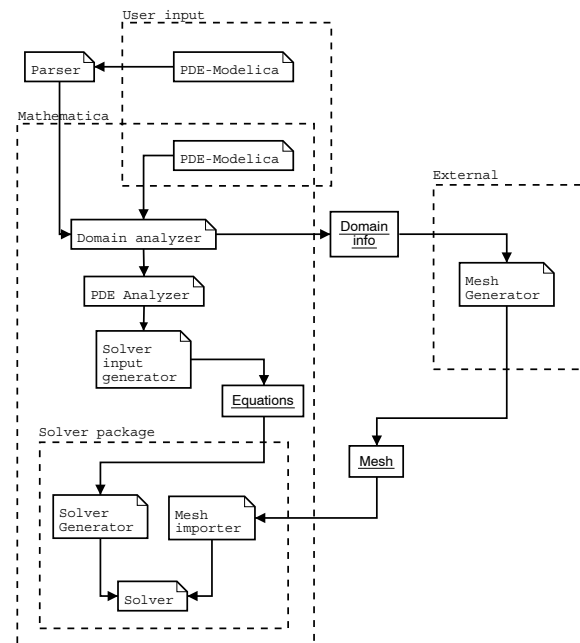 User input
Parser
PDE-Modelica
Mathematica
PDE-Modelica
External
Domain analyzer
Domain
info
Mesh
Generator
PDE Analyzer
Solver
input
generator
Equations
Solver package
Mesh
Solver
Generator
Mesh
importer
Solver